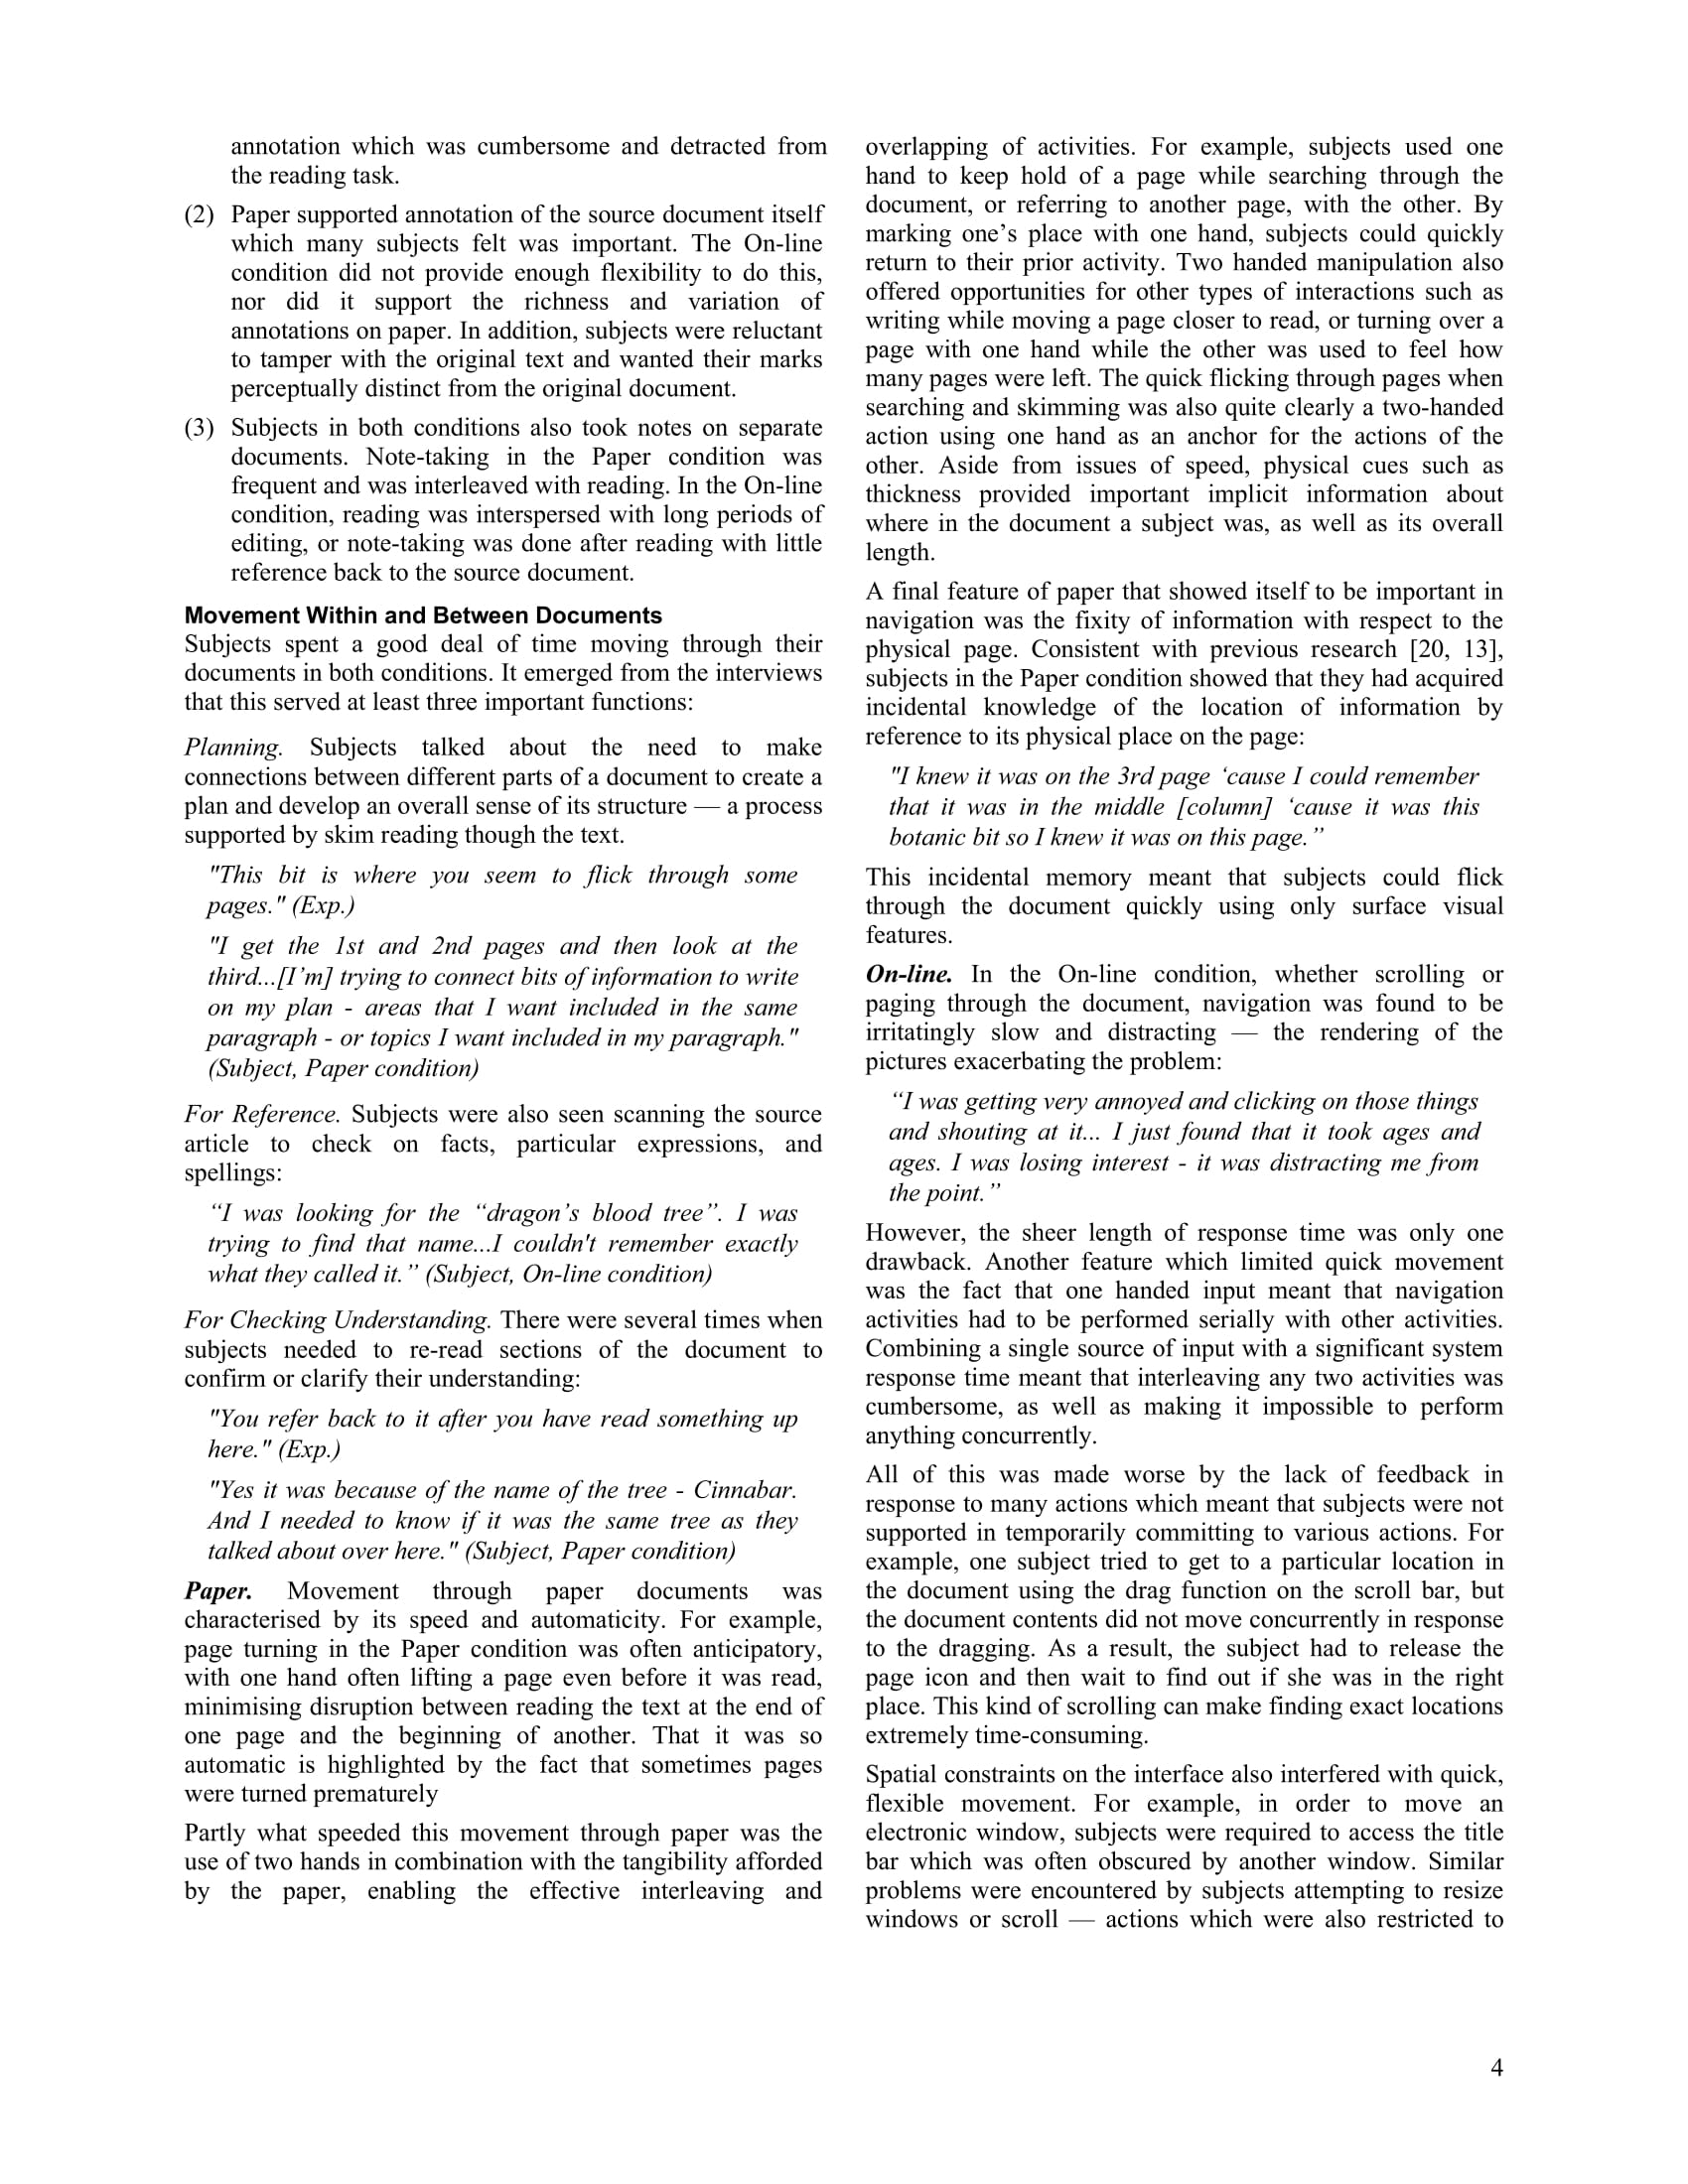 annotation which was cumbersome and detracted from
the reading task.
(2) Paper supported annotation of the source document itself
which many subjects felt was important. The On-line
condition did not provide enough flexibility to do this,
nor did it support the richness and variation of
annotations on paper. In addition, subjects were reluctant
to tamper with the original text and wanted their marks
perceptually distinct from the original document.
(3) Subjects in both conditions also took notes on separate
documents. Note-taking in the Paper condition was
frequent and was interleaved with reading. In the On-line
condition, reading was interspersed with long periods of
editing, or note-taking was done after reading with little
reference back to the source document.
Movement Within and Between Documents
Subjects spent a good deal of time moving through their
documents in both conditions. It emerged from the interviews
that this served at least three important functions:
Planning. Subjects talked about the need to make
connections between different parts of a document to create a
plan and develop an overall sense of its structure — a process
supported by skim reading though the text.
"This bit is where you seem to flick through some
pages." (Exp.)
"I get the 1st and 2nd pages and then look at the
third...[I’m] trying to connect bits of information to write
on my plan - areas that I want included in the same
paragraph - or topics I want included in my paragraph."
(Subject, Paper condition)
For Reference. Subjects were also seen scanning the source
article to check on facts, particular expressions, and
spellings:
“I was looking for the “dragon’s blood tree”. I was
trying to find that name...I couldn't remember exactly
what they called it.” (Subject, On-line condition)
For Checking Understanding. There were several times when
subjects needed to re-read sections of the document to
confirm or clarify their understanding:
"You refer back to it after you have read something up
here." (Exp.)
"Yes it was because of the name of the tree - Cinnabar.
And I needed to know if it was the same tree as they
talked about over here." (Subject, Paper condition)
Paper. Movement through paper documents was
characterised by its speed and automaticity. For example,
page turning in the Paper condition was often anticipatory,
with one hand often lifting a page even before it was read,
minimising disruption between reading the text at the end of
one page and the beginning of another. That it was so
automatic is highlighted by the fact that sometimes pages
were turned prematurely
Partly what speeded this movement through paper was the
use of two hands in combination with the tangibility afforded
by the paper, enabling the effective interleaving and
overlapping of activities. For example, subjects used one
hand to keep hold of a page while searching through the
document, or referring to another page, with the other. By
marking one’s place with one hand, subjects could quickly
return to their prior activity. Two handed manipulation also
offered opportunities for other types of interactions such as
writing while moving a page closer to read, or turning over a
page with one hand while the other was used to feel how
many pages were left. The quick flicking through pages when
searching and skimming was also quite clearly a two-handed
action using one hand as an anchor for the actions of the
other. Aside from issues of speed, physical cues such as
thickness provided important implicit information about
where in the document a subject was, as well as its overall
length.
A final feature of paper that showed itself to be important in
navigation was the fixity of information with respect to the
physical page. Consistent with previous research [20, 13],
subjects in the Paper condition showed that they had acquired
incidental knowledge of the location of information by
reference to its physical place on the page:
"I knew it was on the 3rd page ‘cause I could remember
that it was in the middle [column] ‘cause it was this
botanic bit so I knew it was on this page.”
This incidental memory meant that subjects could flick
through the document quickly using only surface visual
features.
On-line. In the On-line condition, whether scrolling or
paging through the document, navigation was found to be
irritatingly slow and distracting — the rendering of the
pictures exacerbating the problem:
“I was getting very annoyed and clicking on those things
and shouting at it... I just found that it took ages and
ages. I was losing interest - it was distracting me from
the point.”
However, the sheer length of response time was only one
drawback. Another feature which limited quick movement
was the fact that one handed input meant that navigation
activities had to be performed serially with other activities.
Combining a single source of input with a significant system
response time meant that interleaving any two activities was
cumbersome, as well as making it impossible to perform
anything concurrently.
All of this was made worse by the lack of feedback in
response to many actions which meant that subjects were not
supported in temporarily committing to various actions. For
example, one subject tried to get to a particular location in
the document using the drag function on the scroll bar, but
the document contents did not move concurrently in response
to the dragging. As a result, the subject had to release the
page icon and then wait to find out if she was in the right
place. This kind of scrolling can make finding exact locations
extremely time-consuming.
Spatial constraints on the interface also interfered with quick,
flexible movement. For example, in order to move an
electronic window, subjects were required to access the title
bar which was often obscured by another window. Similar
problems were encountered by subjects attempting to resize
windows or scroll — actions which were also restricted to
4